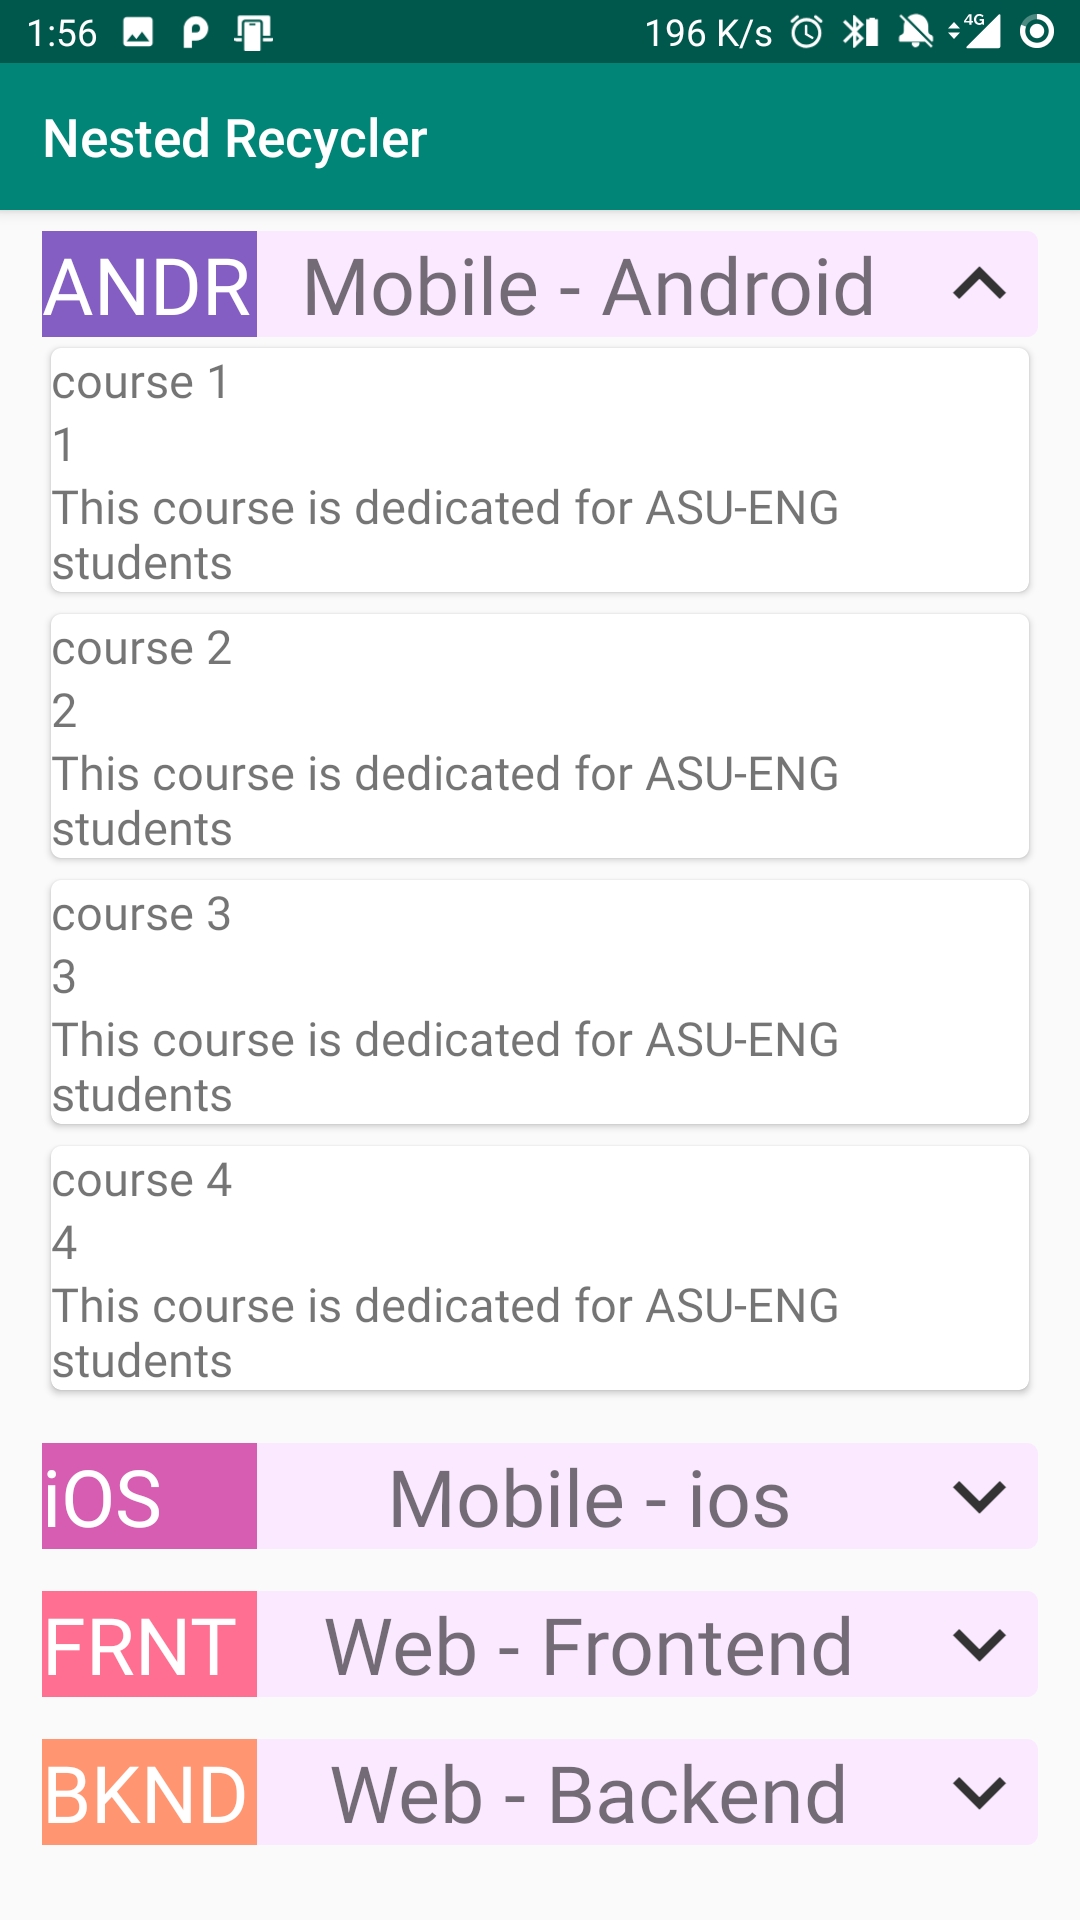 1:56 196 K/s 4G
Nested Recycler
ANDR Mobile - Android
course 1
1
This course is dedicated for ASU-ENG
students
course 2
2
This course is dedicated for ASU-ENG
students
course 3
3
This course is dedicated for ASU-ENG
students
course 4
4
This course is dedicated for ASU-ENG
students
iOS Mobile - ios
FRNT Web - Frontend
BKND Web - Backend